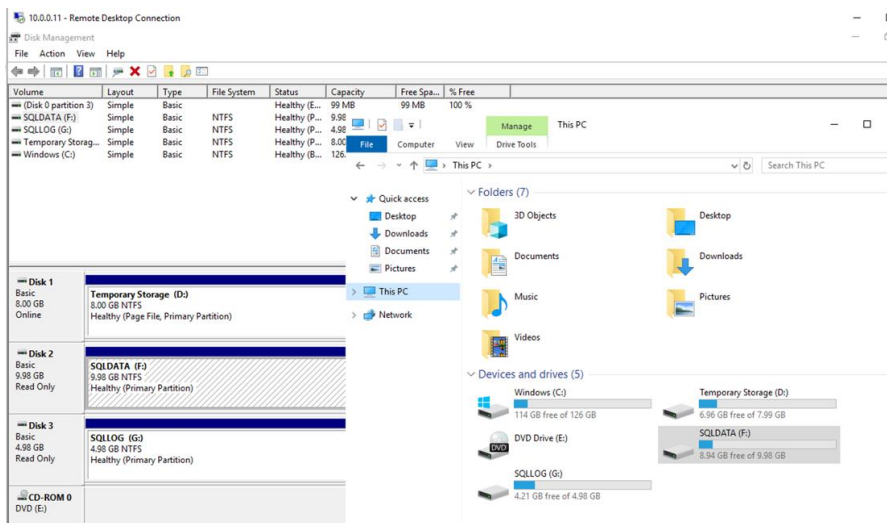 10.0.0.11 - Remote Desktop Connection
Disk Management
File Action View Help
Volume Layout Type File System Status Capacity Free Spa... % Free
(Disk 0 partition 3) Simple Basic Healthy (E... 99 MB 99 MB 100 %
SQLDATA (F:) Simple Basic NTFS Healthy (P... 9.98
SQLLOG (G:) Simple Basic NTFS Healthy (P... 4.98
Temporary Storag... Simple Basic NTFS Healthy (P... 8.00
Windows (C:) Simple Basic NTFS Healthy (B... 126.
Disk 1
Basic
8.00 GB
Online
Temporary Storage (D:)
8.00 GB NTFS
Healthy (Page File, Primary Partition)
Disk 2
Basic
9.98 GB
Read Only
SQLDATA (F:)
9.98 GB NTFS
Healthy (Primary Partition)
Disk 3
Basic
4.98 GB
Read Only
SQLLOG (G:)
4.98 GB NTFS
Healthy (Primary Partition)
CD-ROM 0
DVD (E:)
Manage This PC
File Computer View Drive Tools
This PC
Search This PC
Quick access
Desktop
Downloads
Documents
Pictures
This PC
Network
Folders (7)
3D Objects
Desktop
Documents
Downloads
Music
Pictures
Videos
Devices and drives (5)
Windows (C:)
114 GB free of 126 GB
Temporary Storage (D:)
6.96 GB free of 7.99 GB
DVD Drive (E:)
DVD
SQLDATA (F:)
8.94 GB free of 9.98 GB
SQLLOG (G:)
4.21 GB free of 4.98 GB